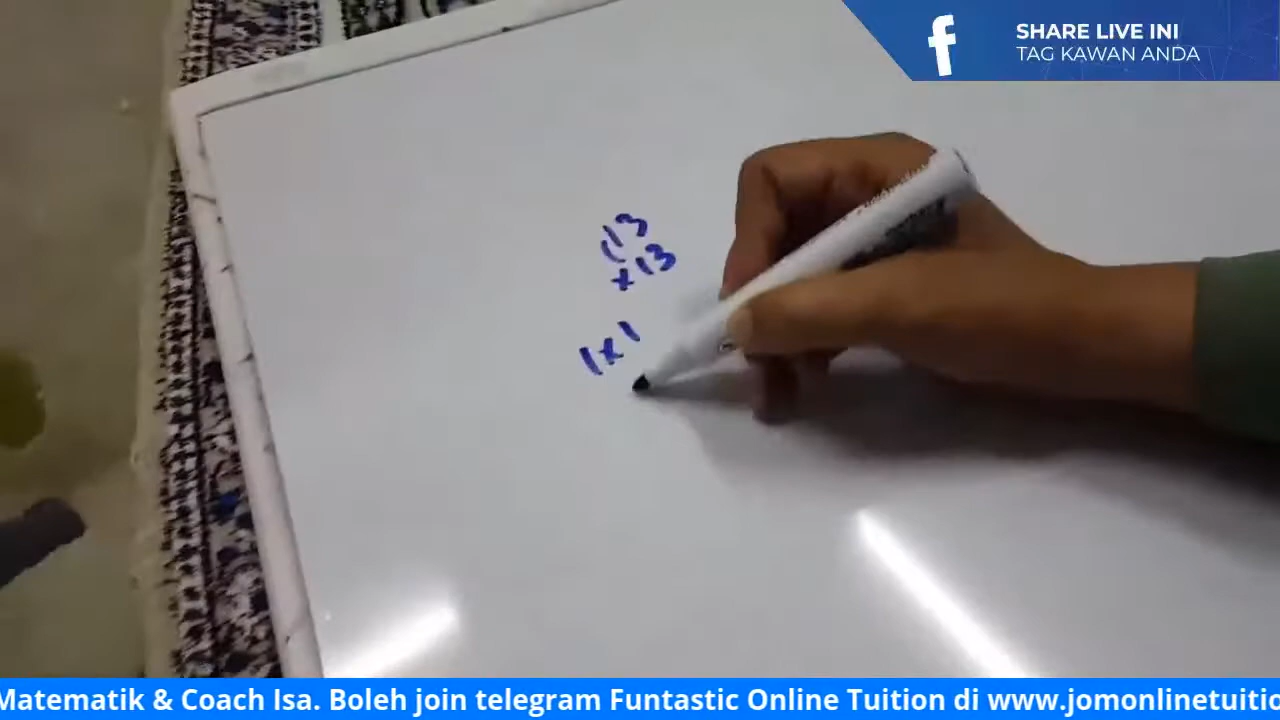 SHARE LIVE INI
TAG KAWAN ANDA
113
x 13
1x1
Matematik & Coach Isa. Boleh join telegram Funtastic Online Tuition di www.jomonlinetuitio